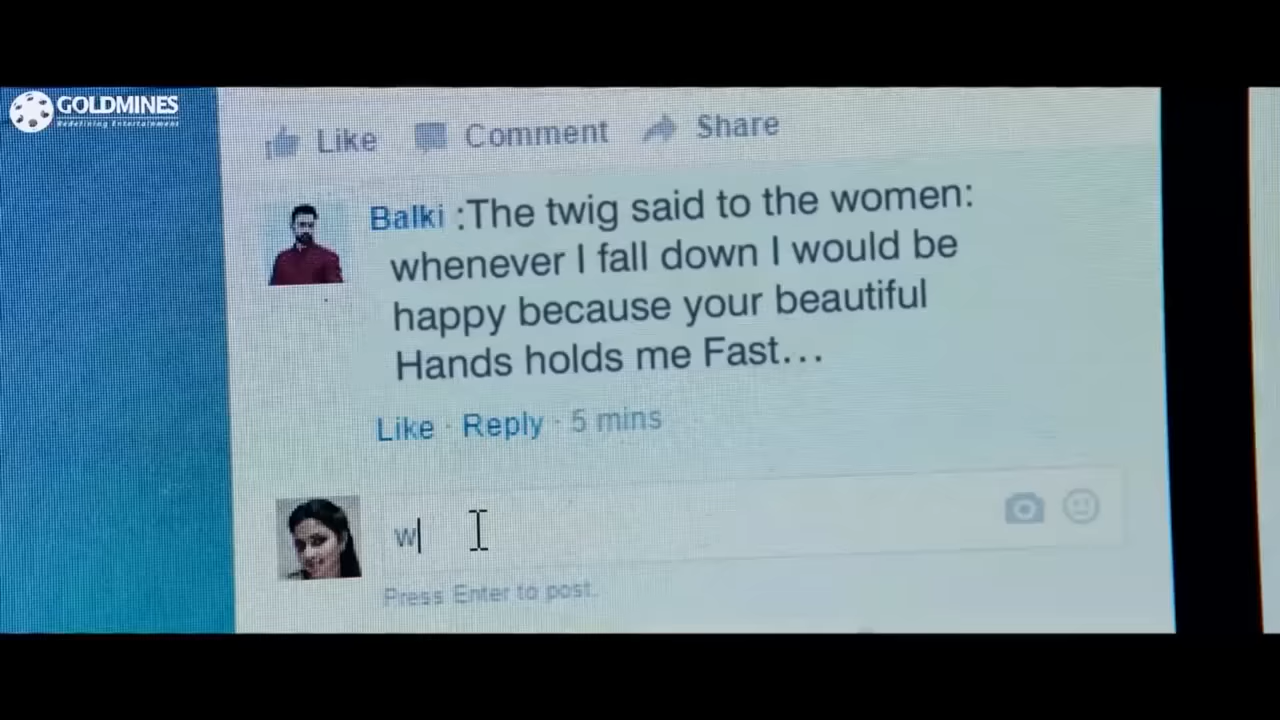 GOLDMINES
Redefining Entertainment
Like Comment Share
Balki :The twig said to the women:
whenever I fall down I would be
happy because your beautiful
Hands holds me Fast...
Like · Reply · 5 mins
w
Press Enter to post.